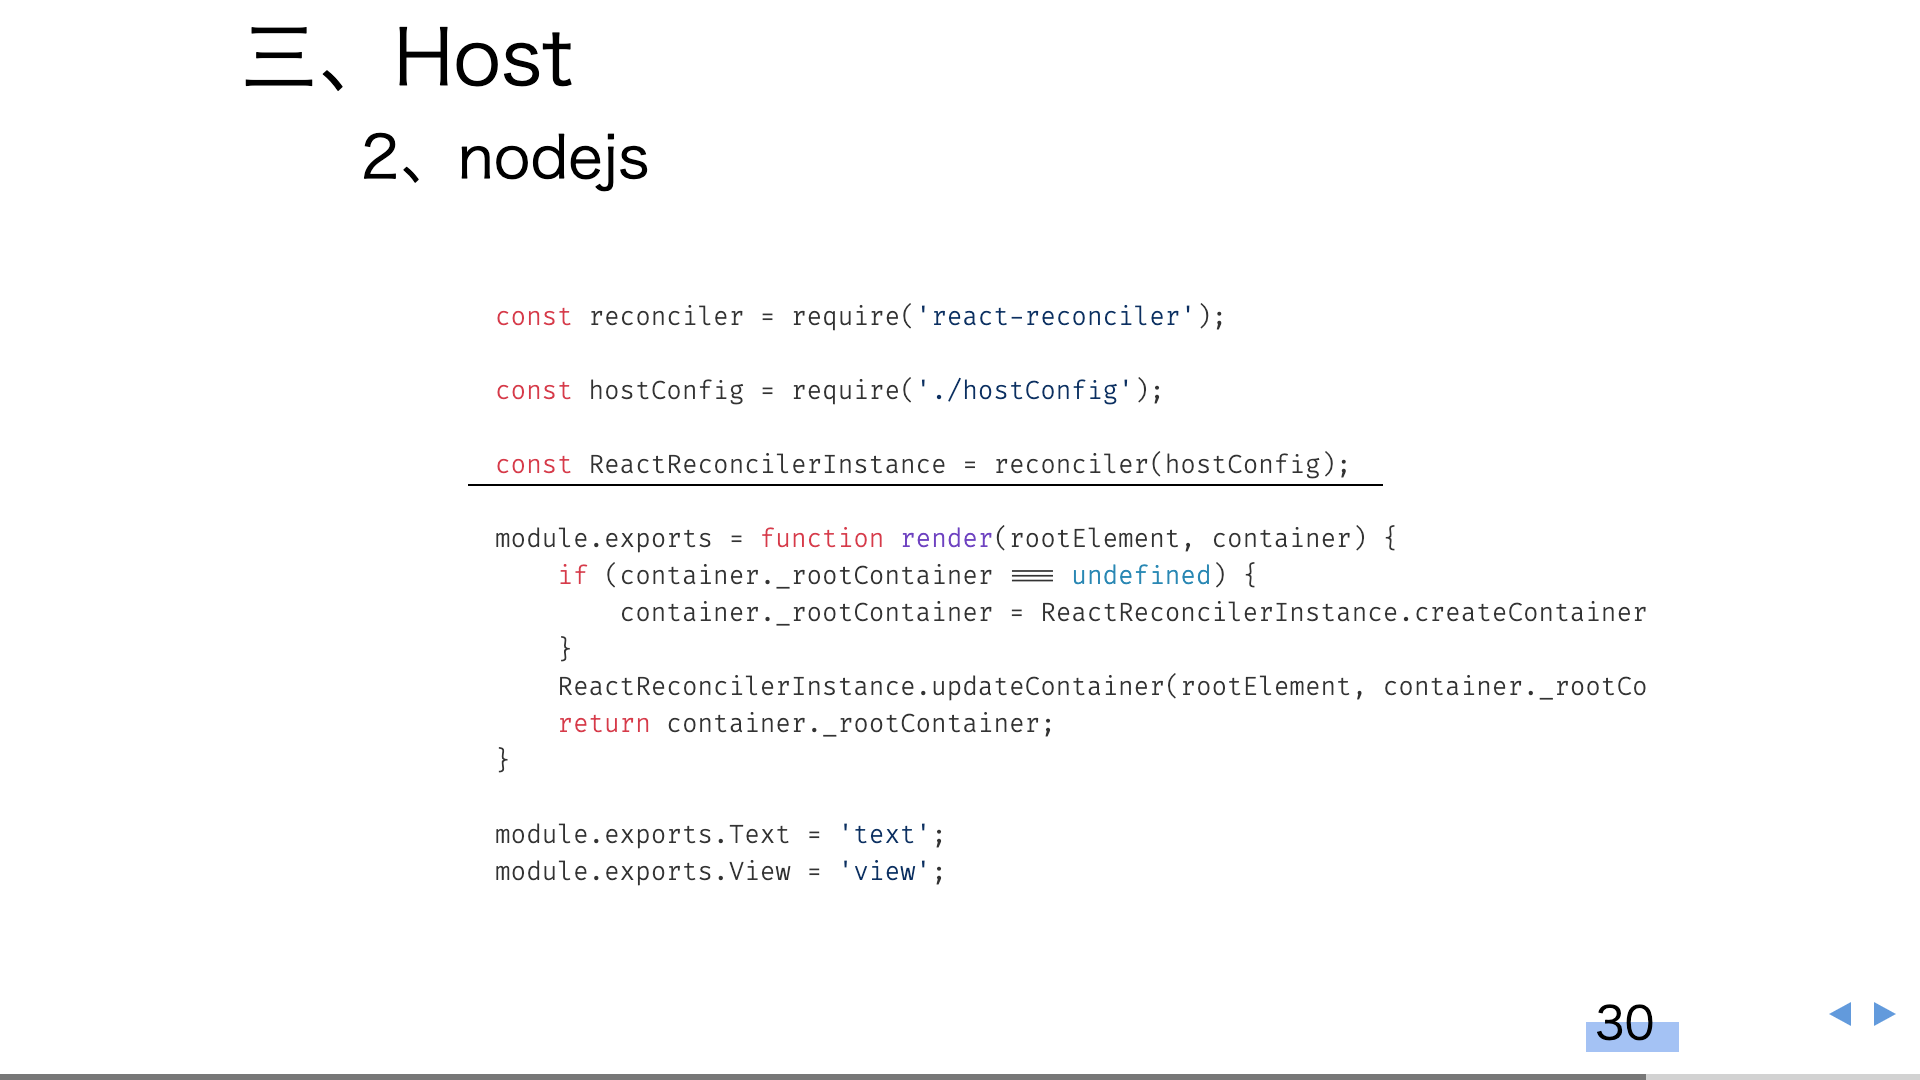 三、Host
2、nodejs
const reconciler = require('react-reconciler');
const hostConfig = require('./hostConfig');
const ReactReconcilerInstance = reconciler(hostConfig);
module.exports = function render(rootElement, container) {
    if (container._rootContainer === undefined) {
        container._rootContainer = ReactReconcilerInstance.createContainer
    }
    ReactReconcilerInstance.updateContainer(rootElement, container._rootCo
    return container._rootContainer;
}
module.exports.Text = 'text';
module.exports.View = 'view';
30